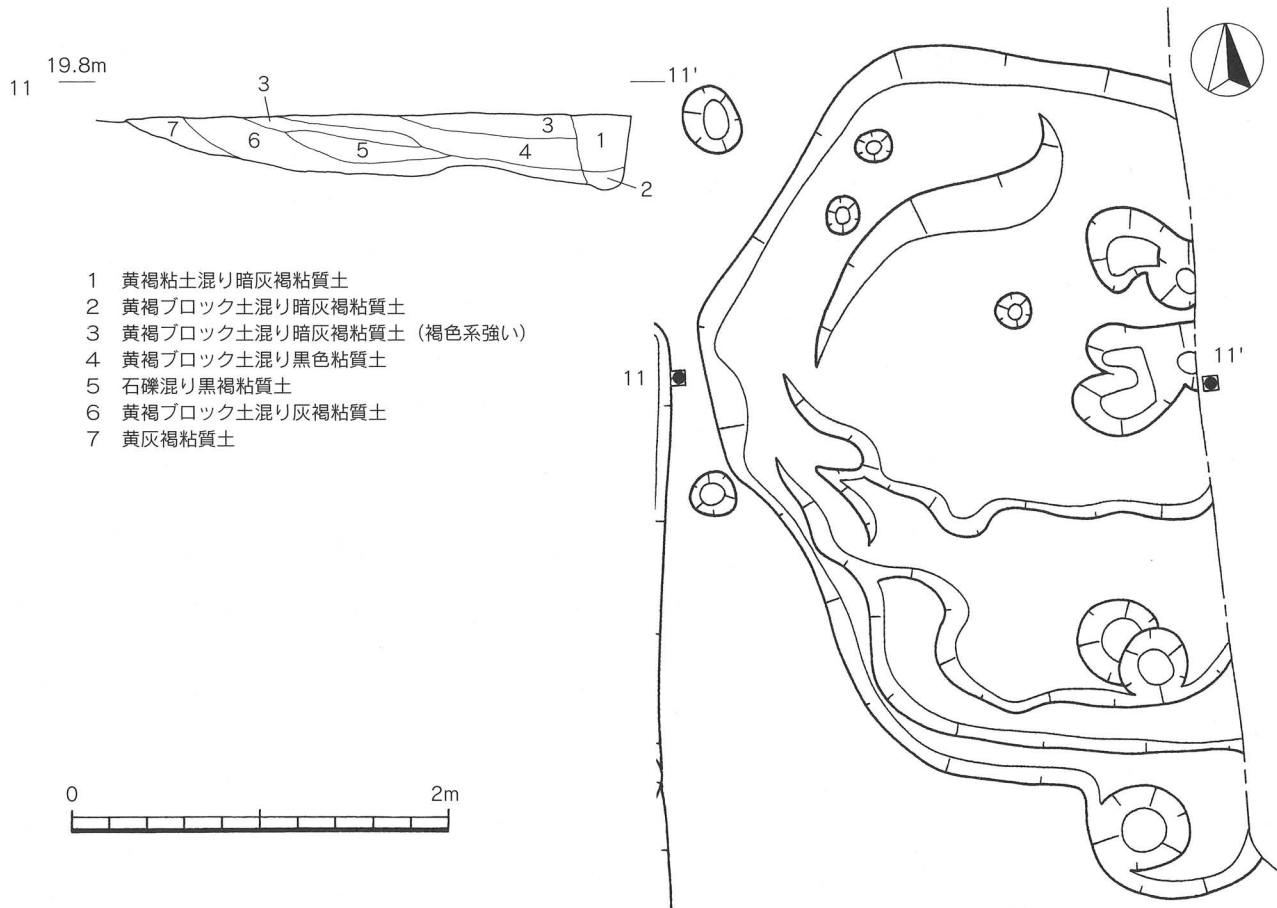 19.8m
11
11'
3
7
6
5
3
4
1
2
1 黄褐粘土混り暗灰褐粘質土
2 黄褐ブロック土混り暗灰褐粘質土
3 黄褐ブロック土混り暗灰褐粘質土（褐色系強い）
4 黄褐ブロック土混り黒色粘質土
5 石礫混り黒褐粘質土
6 黄褐ブロック土混り灰褐粘質土
7 黄灰褐粘質土
0
2m
11
11'